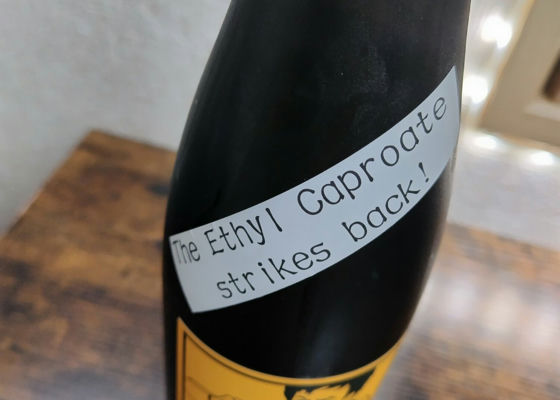 The Ethyl Caproate
strikes back!